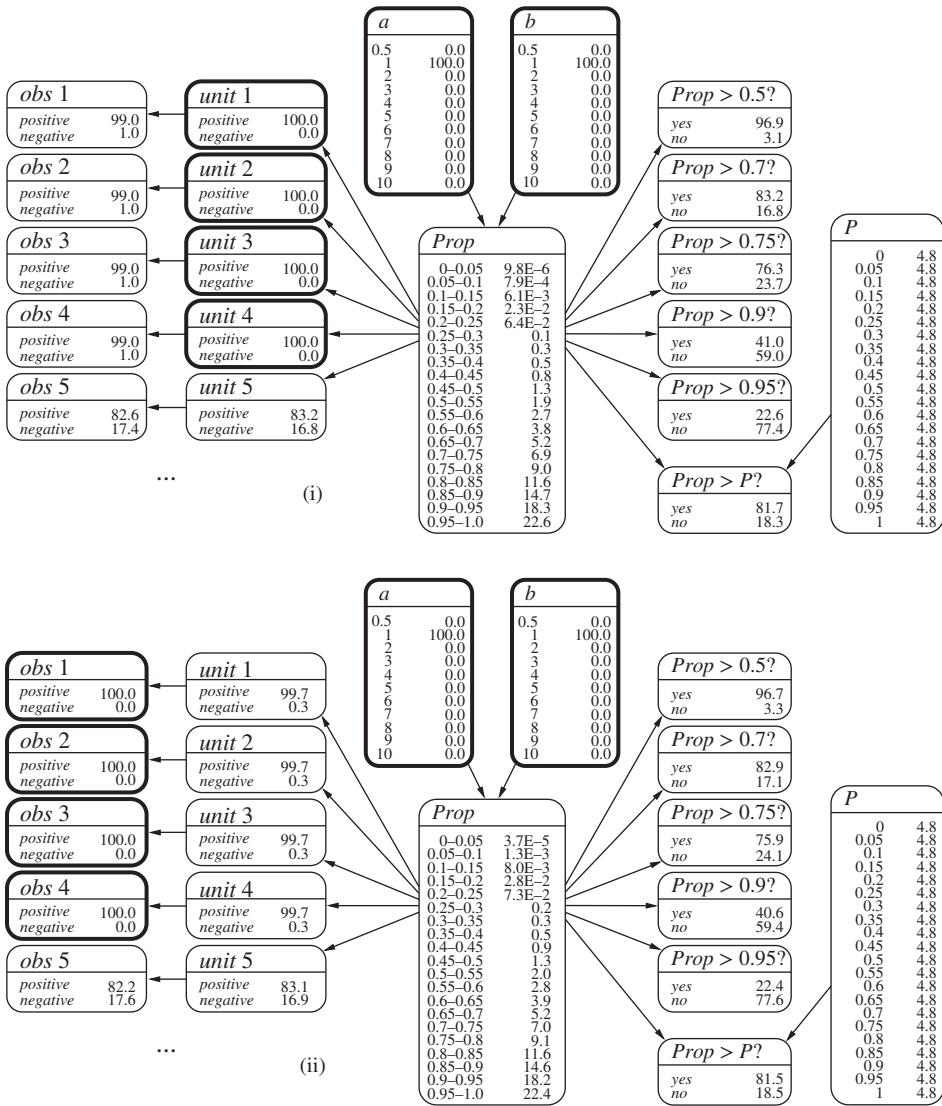 a
0.5 0.0
1 100.0
2 0.0
3 0.0
4 0.0
5 0.0
6 0.0
7 0.0
8 0.0
9 0.0
10 0.0
b
0.5 0.0
1 100.0
2 0.0
3 0.0
4 0.0
5 0.0
6 0.0
7 0.0
8 0.0
9 0.0
10 0.0
obs 1
positive 99.0
negative 1.0
unit 1
positive 100.0
negative 0.0
obs 2
positive 99.0
negative 1.0
unit 2
positive 100.0
negative 0.0
obs 3
positive 99.0
negative 1.0
unit 3
positive 100.0
negative 0.0
obs 4
positive 99.0
negative 1.0
unit 4
positive 100.0
negative 0.0
obs 5
positive 82.6
negative 17.4
unit 5
positive 83.2
negative 16.8
...
(i)
Prop
0–0.05 9.8E–6
0.05–0.1 7.9E–4
0.1–0.15 6.1E–3
0.15–0.2 2.3E–2
0.2–0.25 6.4E–2
0.25–0.3 0.1
0.3–0.35 0.3
0.35–0.4 0.5
0.4–0.45 0.8
0.45–0.5 1.3
0.5–0.55 1.9
0.55–0.6 2.7
0.6–0.65 3.8
0.65–0.7 5.2
0.7–0.75 6.9
0.75–0.8 9.0
0.8–0.85 11.6
0.85–0.9 14.7
0.9–0.95 18.3
0.95–1.0 22.6
Prop > 0.5?
yes 96.9
no 3.1
Prop > 0.7?
yes 83.2
no 16.8
Prop > 0.75?
yes 76.3
no 23.7
Prop > 0.9?
yes 41.0
no 59.0
Prop > 0.95?
yes 22.6
no 77.4
Prop > P?
yes 81.7
no 18.3
P
0 4.8
0.05 4.8
0.1 4.8
0.15 4.8
0.2 4.8
0.25 4.8
0.3 4.8
0.35 4.8
0.4 4.8
0.45 4.8
0.5 4.8
0.55 4.8
0.6 4.8
0.65 4.8
0.7 4.8
0.75 4.8
0.8 4.8
0.85 4.8
0.9 4.8
0.95 4.8
1 4.8
a
0.5 0.0
1 100.0
2 0.0
3 0.0
4 0.0
5 0.0
6 0.0
7 0.0
8 0.0
9 0.0
10 0.0
b
0.5 0.0
1 100.0
2 0.0
3 0.0
4 0.0
5 0.0
6 0.0
7 0.0
8 0.0
9 0.0
10 0.0
obs 1
positive 100.0
negative 0.0
unit 1
positive 99.7
negative 0.3
obs 2
positive 100.0
negative 0.0
unit 2
positive 99.7
negative 0.3
obs 3
positive 100.0
negative 0.0
unit 3
positive 99.7
negative 0.3
obs 4
positive 100.0
negative 0.0
unit 4
positive 99.7
negative 0.3
obs 5
positive 82.2
negative 17.6
unit 5
positive 83.1
negative 16.9
...
(ii)
Prop
0–0.05 3.7E–5
0.05–0.1 1.3E–3
0.1–0.15 8.0E–3
0.15–0.2 2.8E–2
0.2–0.25 7.3E–2
0.25–0.3 0.2
0.3–0.35 0.3
0.35–0.4 0.5
0.4–0.45 0.9
0.45–0.5 1.3
0.5–0.55 2.0
0.55–0.6 2.8
0.6–0.65 3.9
0.65–0.7 5.2
0.7–0.75 7.0
0.75–0.8 9.1
0.8–0.85 11.6
0.85–0.9 14.6
0.9–0.95 18.2
0.95–1.0 22.4
Prop > 0.5?
yes 96.7
no 3.3
Prop > 0.7?
yes 82.9
no 17.1
Prop > 0.75?
yes 75.9
no 24.1
Prop > 0.9?
yes 40.6
no 59.4
Prop > 0.95?
yes 22.4
no 77.6
Prop > P?
yes 81.5
no 18.5
P
0 4.8
0.05 4.8
0.1 4.8
0.15 4.8
0.2 4.8
0.25 4.8
0.3 4.8
0.35 4.8
0.4 4.8
0.45 4.8
0.5 4.8
0.55 4.8
0.6 4.8
0.65 4.8
0.7 4.8
0.75 4.8
0.8 4.8
0.85 4.8
0.9 4.8
0.95 4.8
1 4.8